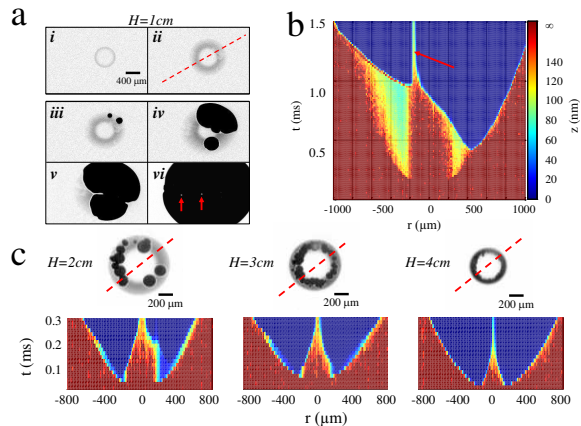 a
H=1cm
i
ii
400 μm
iii
iv
v
vi
b
1.5
1.0
0.5
t (ms)
-1000
-500
0
500
1000
r (μm)
∞
140
120
100
80
60
40
20
0
z (nm)
c
H=2cm
200 μm
H=3cm
200 μm
H=4cm
200 μm
0.3
0.2
0.1
t (ms)
-800 -400 0 400 800
-800 -400 0 400 800
-800 -400 0 400 800
r (μm)